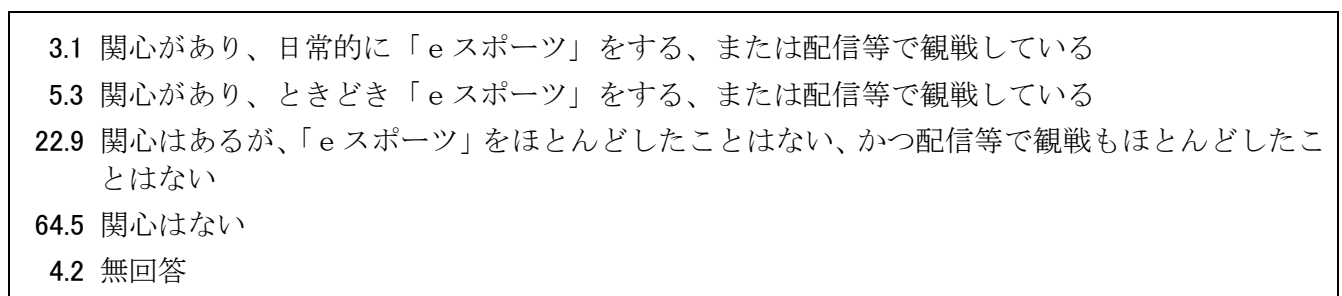 3.1 関心があり、日常的に「ｅスポーツ」をする、または配信等で観戦している
5.3 関心があり、ときどき「ｅスポーツ」をする、または配信等で観戦している
22.9 関心はあるが、「ｅスポーツ」をほとんどしたことはない、かつ配信等で観戦もほとんどしたこ
とはない
64.5 関心はない
4.2 無回答